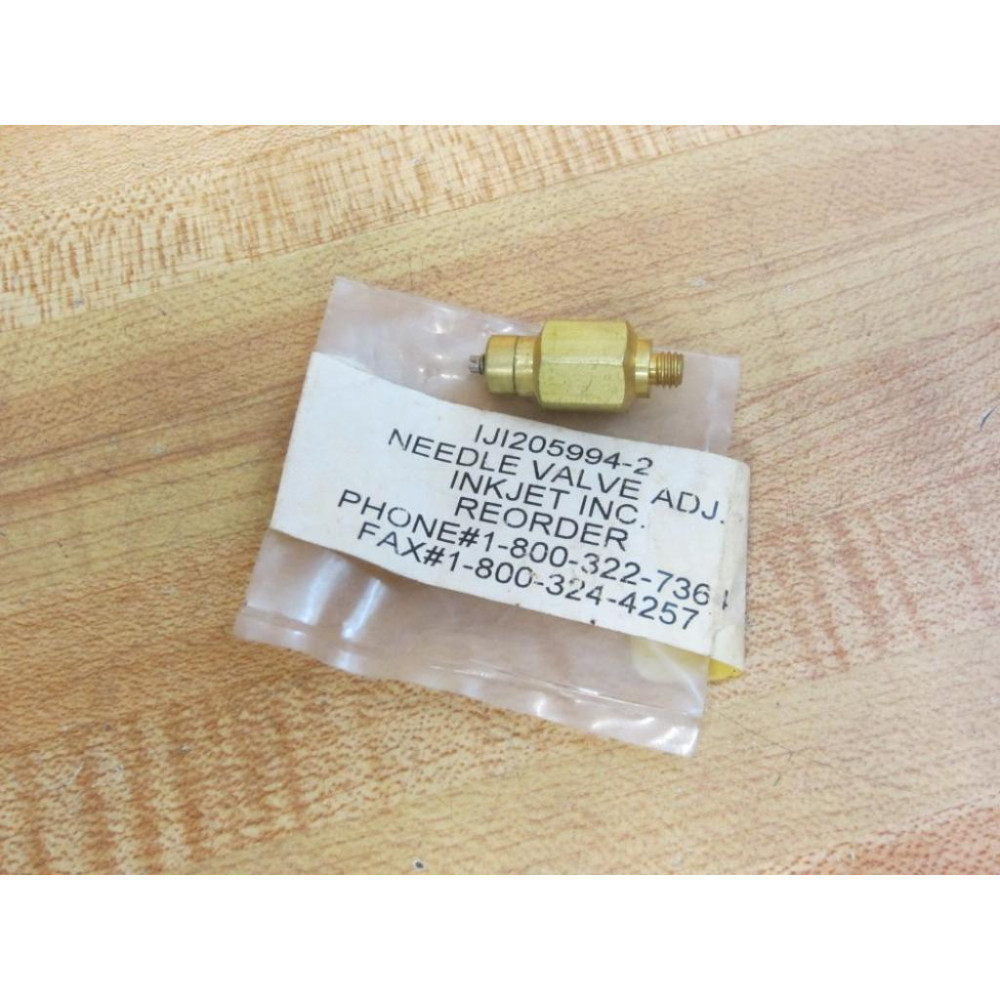 IJI205994-2
NEEDLE VALVE ADJ.
INKJET INC.
REORDER
PHONE#1-800-322-7364
FAX#1-800-324-4257